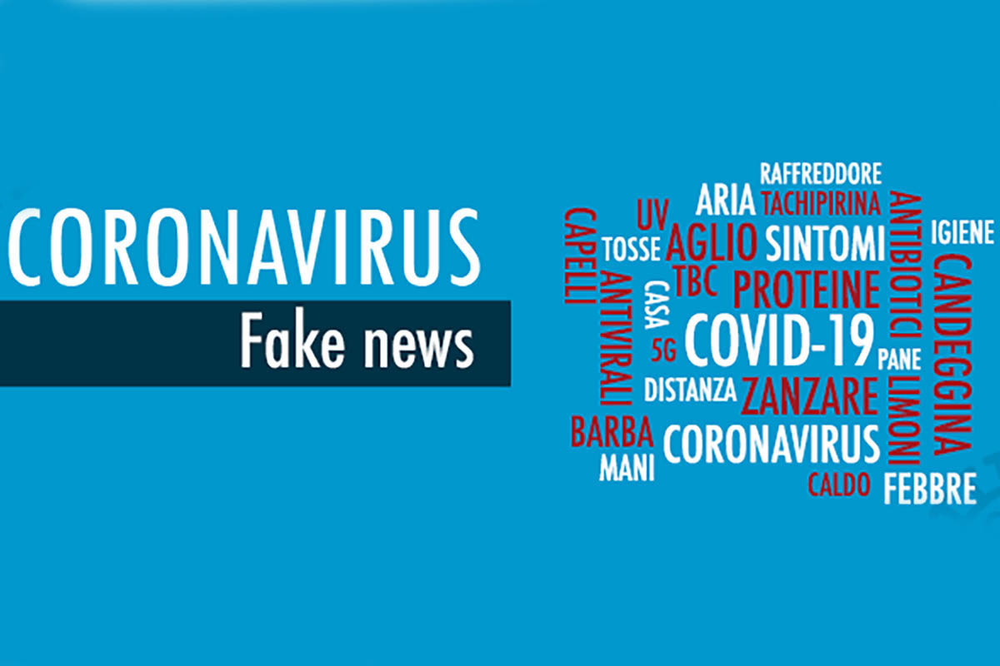 CORONAVIRUS
Fake news
RAFFREDDORE
ARIA
TACHIPIRINA
UV
CAPELLI
TOSSE
AGLIO
SINTOMI
ANTIBIOTICI
IGIENE
CANDEGGINA
ANTIVIRALI
CASA
TBC
PROTEINE
5G
COVID-19
PANE
DISTANZA
ZANZARE
LIMONI
BARBA
CORONAVIRUS
MANI
CALDO
FEBBRE